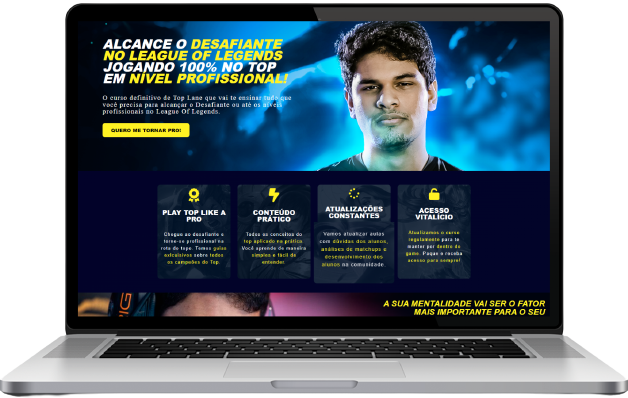 ALCANCE O DESAFIANTE
NO LEAGUE OF LEGENDS
JOGANDO 100% NO TOP
EM NÍVEL PROFISSIONAL!
O curso definitivo de Top Lane que vai te ensinar tudo que
você precisa para alcançar o Desafiante ou até os níveis
profissionais no League Of Legends.
QUERO ME TORNAR PRO!
PLAY TOP LIKE A
PRO
Chegue ao desafiante e
torne-se profissional na
rota do topo. Temos guias
exlculsivos sobre todos
os campeões do Top.
CONTEÚDO
PRÁTICO
Todos os conceitos do
top aplicado na prática.
Você aprende de maneira
simples e fácil de
entender.
ATUALIZAÇÕES
CONSTANTES
Vamos atualizar aulas
com dúvidas dos alunos,
análises de matchups e
desenvolvimento dos
alunos na comunidade.
ACESSO
VITALÍCIO
Atualizamos o curso
regularmente para te
manter por dentro do
game. Pague e receba
acesso para sempre!
A SUA MENTALIDADE VAI SER O FATOR
MAIS IMPORTANTE PARA O SEU